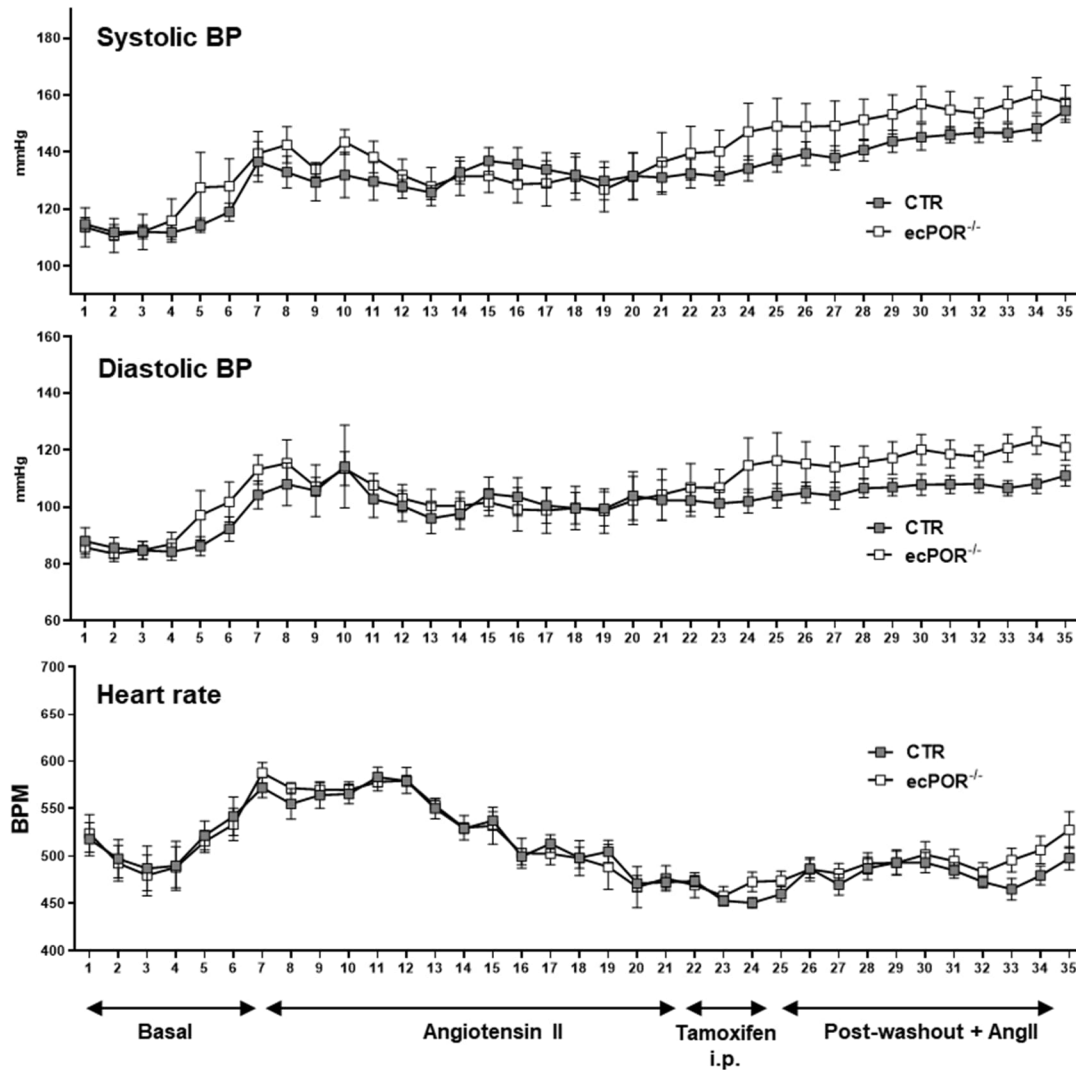 Systolic BP
180
160
140
120
100
mmHg
CTR
ecPOR-/-
1 2 3 4 5 6 7 8 9 10 11 12 13 14 15 16 17 18 19 20 21 22 23 24 25 26 27 28 29 30 31 32 33 34 35
Diastolic BP
160
140
120
100
80
60
mmHg
CTR
ecPOR-/-
1 2 3 4 5 6 7 8 9 10 11 12 13 14 15 16 17 18 19 20 21 22 23 24 25 26 27 28 29 30 31 32 33 34 35
Heart rate
700
650
600
550
500
450
400
BPM
CTR
ecPOR-/-
1 2 3 4 5 6 7 8 9 10 11 12 13 14 15 16 17 18 19 20 21 22 23 24 25 26 27 28 29 30 31 32 33 34 35
Basal
Angiotensin II
Tamoxifen
i.p.
Post-washout + AngII